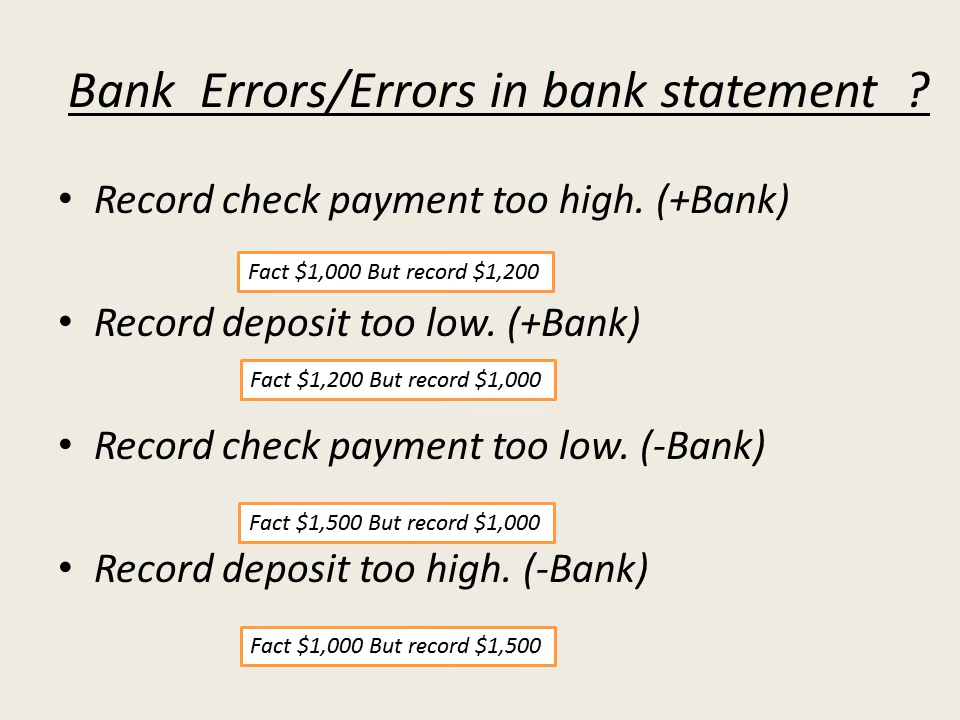 Bank  Errors/Errors in bank statement  ?
• Record check payment too high. (+Bank)
Fact $1,000 But record $1,200
• Record deposit too low. (+Bank)
Fact $1,200 But record $1,000
• Record check payment too low. (-Bank)
Fact $1,500 But record $1,000
• Record deposit too high. (-Bank)
Fact $1,000 But record $1,500